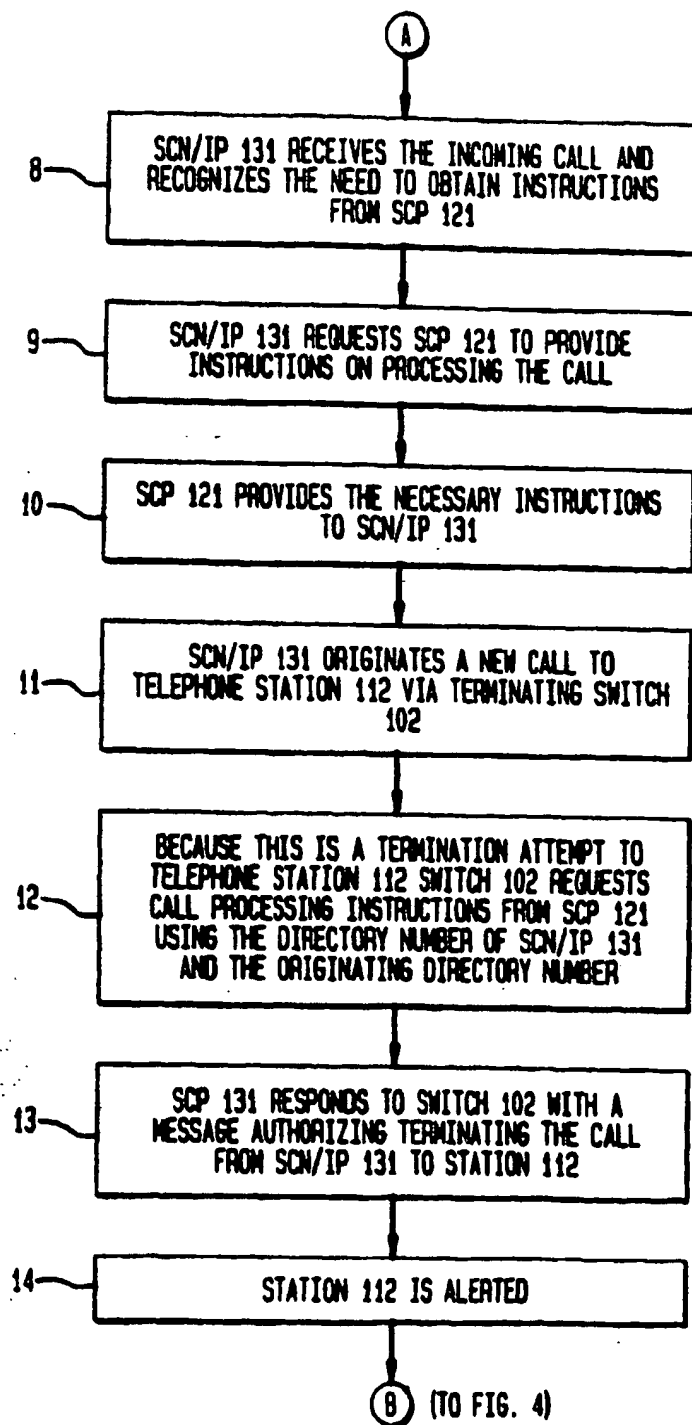 A
8
SCN/IP 131 RECEIVES THE INCOMING CALL AND
RECOGNIZES THE NEED TO OBTAIN INSTRUCTIONS
FROM SCP 121
9
SCN/IP 131 REQUESTS SCP 121 TO PROVIDE
INSTRUCTIONS ON PROCESSING THE CALL
10
SCP 121 PROVIDES THE NECESSARY INSTRUCTIONS
TO SCN/IP 131
11
SCN/IP 131 ORIGINATES A NEW CALL TO
TELEPHONE STATION 112 VIA TERMINATING SWITCH
102
12
BECAUSE THIS IS A TERMINATION ATTEMPT TO
TELEPHONE STATION 112 SWITCH 102 REQUESTS
CALL PROCESSING INSTRUCTIONS FROM SCP 121
USING THE DIRECTORY NUMBER OF SCN/IP 131
AND THE ORIGINATING DIRECTORY NUMBER
13
SCP 131 RESPONDS TO SWITCH 102 WITH A
MESSAGE AUTHORIZING TERMINATING THE CALL
FROM SCN/IP 131 TO STATION 112
14
STATION 112 IS ALERTED
B (TO FIG. 4)